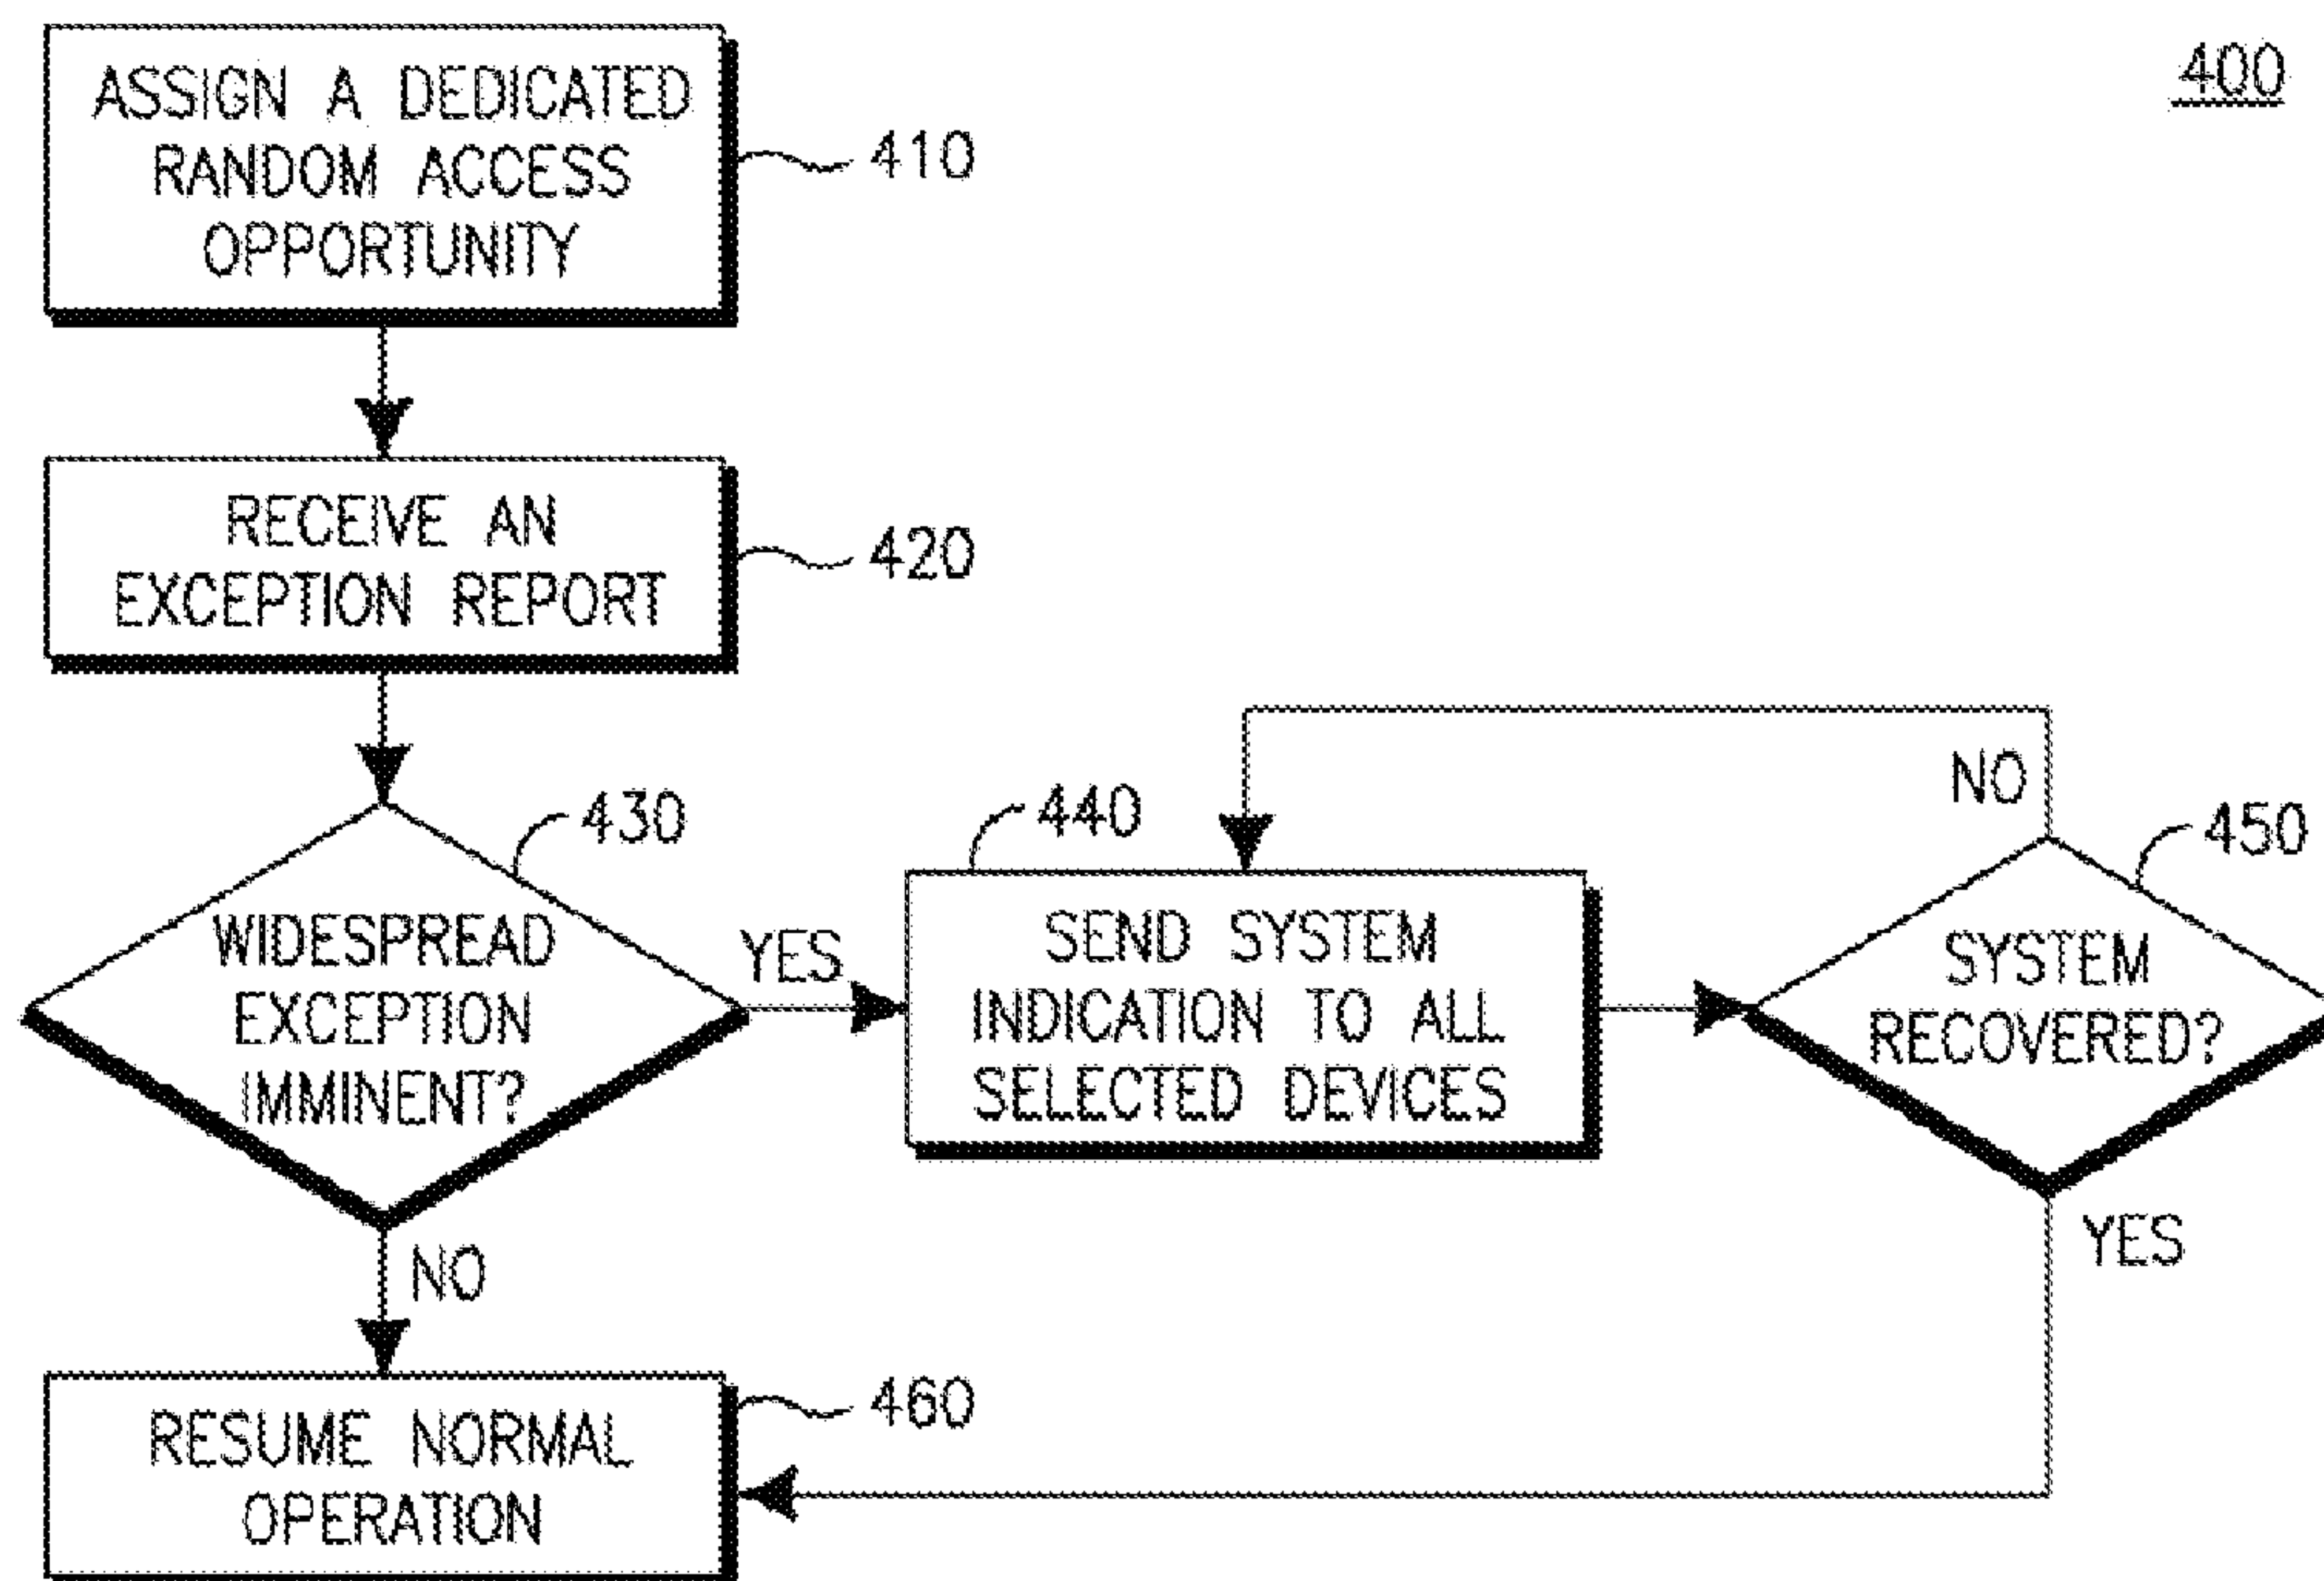 400
ASSIGN A DEDICATED
RANDOM ACCESS
OPPORTUNITY
410
RECEIVE AN
EXCEPTION REPORT
420
430
WIDESPREAD
EXCEPTION
IMMINENT?
YES
NO
440
SEND SYSTEM
INDICATION TO ALL
SELECTED DEVICES
NO
450
SYSTEM
RECOVERED?
YES
RESUME NORMAL
OPERATION
460